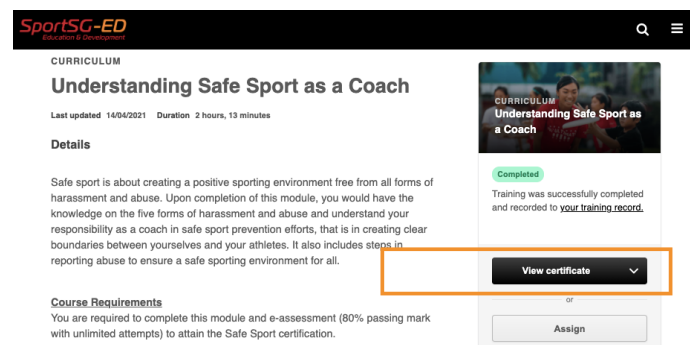 SportSG-ED
Education & Development
CURRICULUM
Understanding Safe Sport as a Coach
Last updated 14/04/2021 Duration 2 hours, 13 minutes
Details
Safe sport is about creating a positive sporting environment free from all forms of
harassment and abuse. Upon completion of this module, you would have the
knowledge on the five forms of harassment and abuse and understand your
responsibility as a coach in safe sport prevention efforts, that is in creating clear
boundaries between yourselves and your athletes. It also includes steps in
reporting abuse to ensure a safe sporting environment for all.
Course Requirements
You are required to complete this module and e-assessment (80% passing mark
with unlimited attempts) to attain the Safe Sport certification.
CURRICULUM
Understanding Safe Sport as
a Coach
Completed
Training was successfully completed
and recorded to your training record.
View certificate
or
Assign